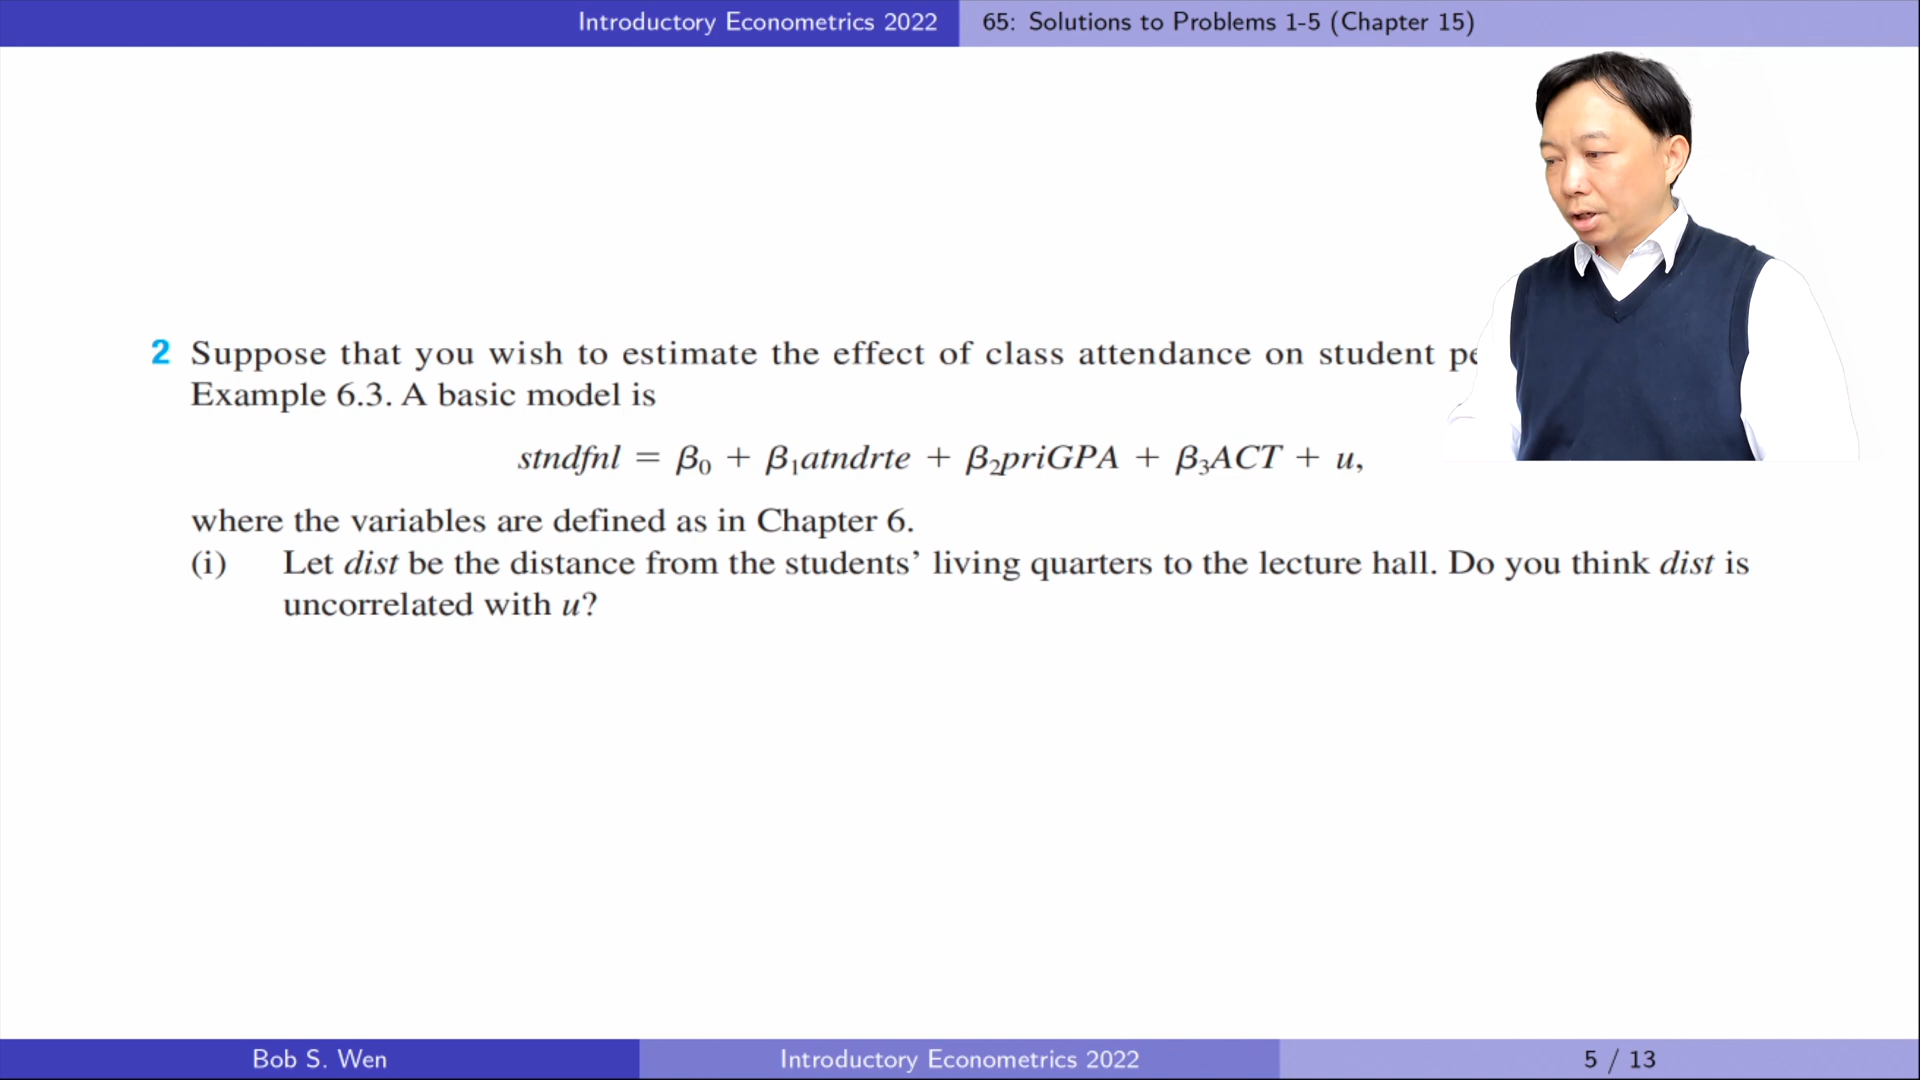 Introductory Econometrics 2022 65: Solutions to Problems 1-5 (Chapter 15)
2 Suppose that you wish to estimate the effect of class attendance on student
Example 6.3. A basic model is
stndfnl = β₀ + β₁atndrte + β₂priGPA + β₃ACT + u,
where the variables are defined as in Chapter 6.
(i) Let dist be the distance from the students’ living quarters to the lecture hall. Do you think dist is
uncorrelated with u?
Bob S. Wen Introductory Econometrics 2022 5 / 13